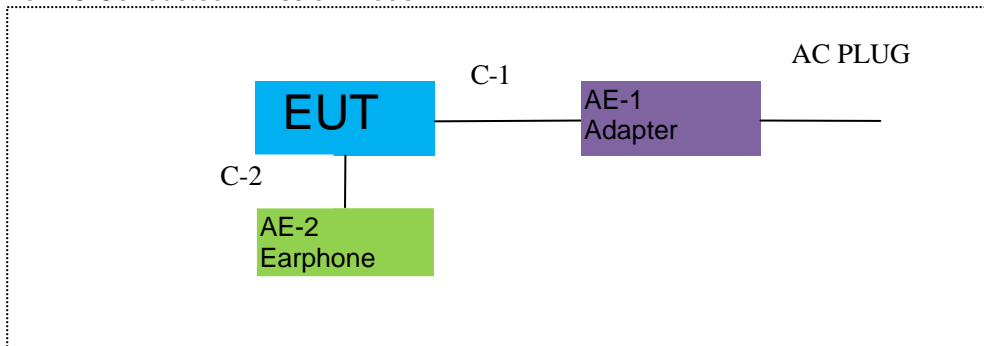 AC PLUG
C-1
EUT
AE-1
Adapter
C-2
AE-2
Earphone